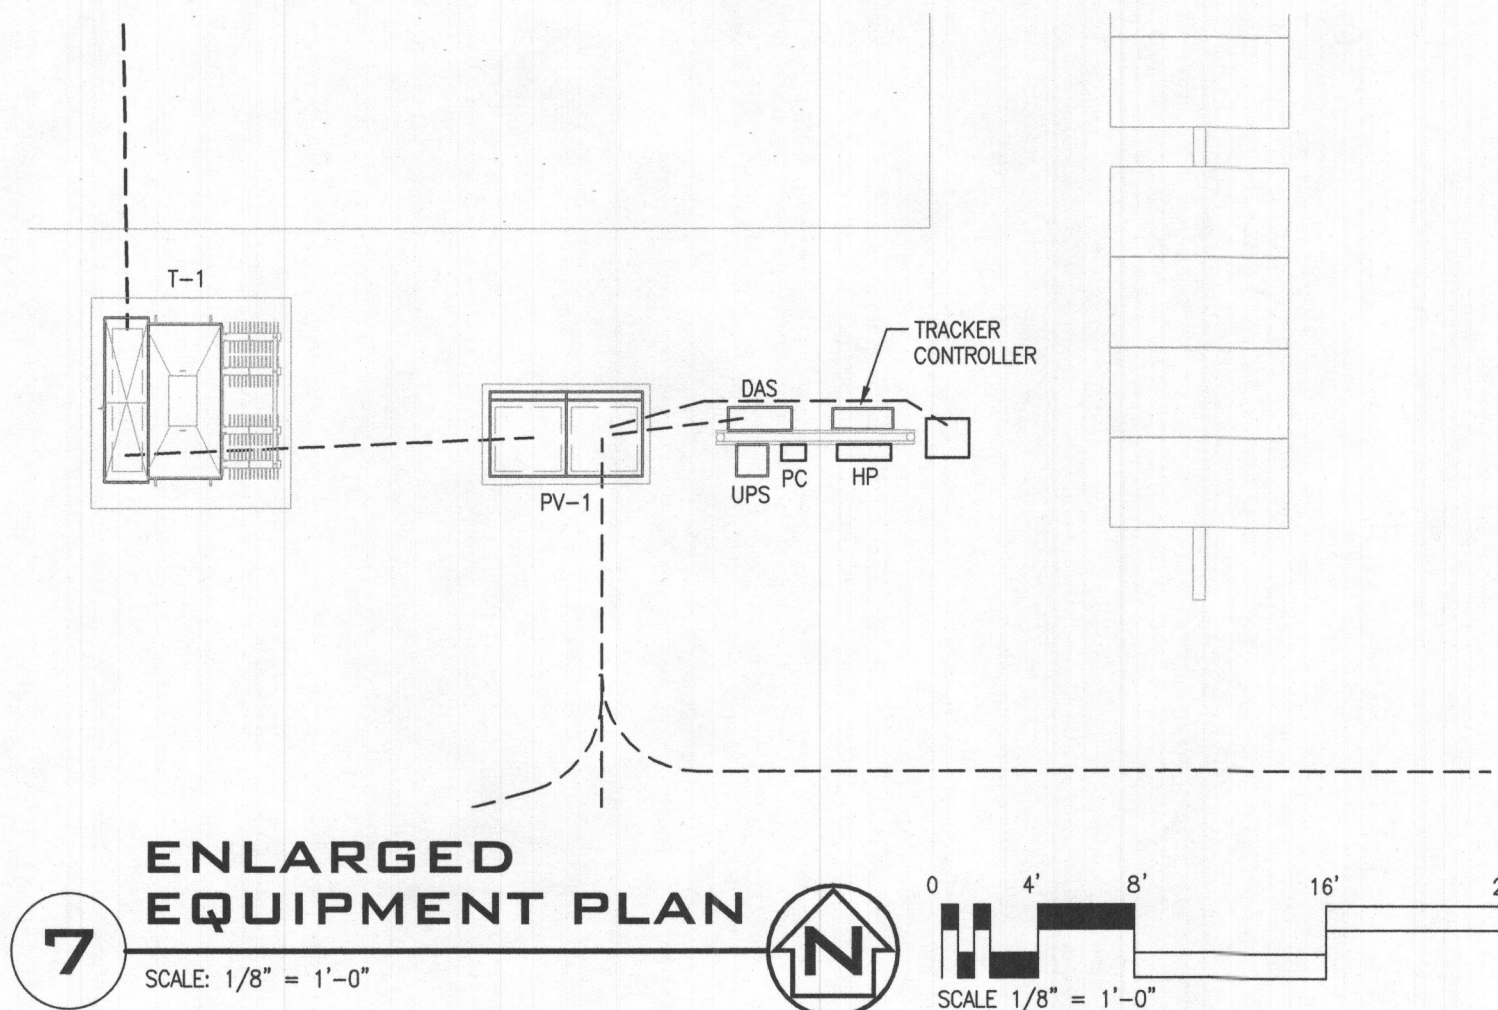 T-1
TRACKER
CONTROLLER
DAS
UPS
PC
HP
PV-1
7
ENLARGED
EQUIPMENT PLAN
SCALE: 1/8" = 1'-0"
N
0 4' 8' 16'
SCALE 1/8" = 1'-0"